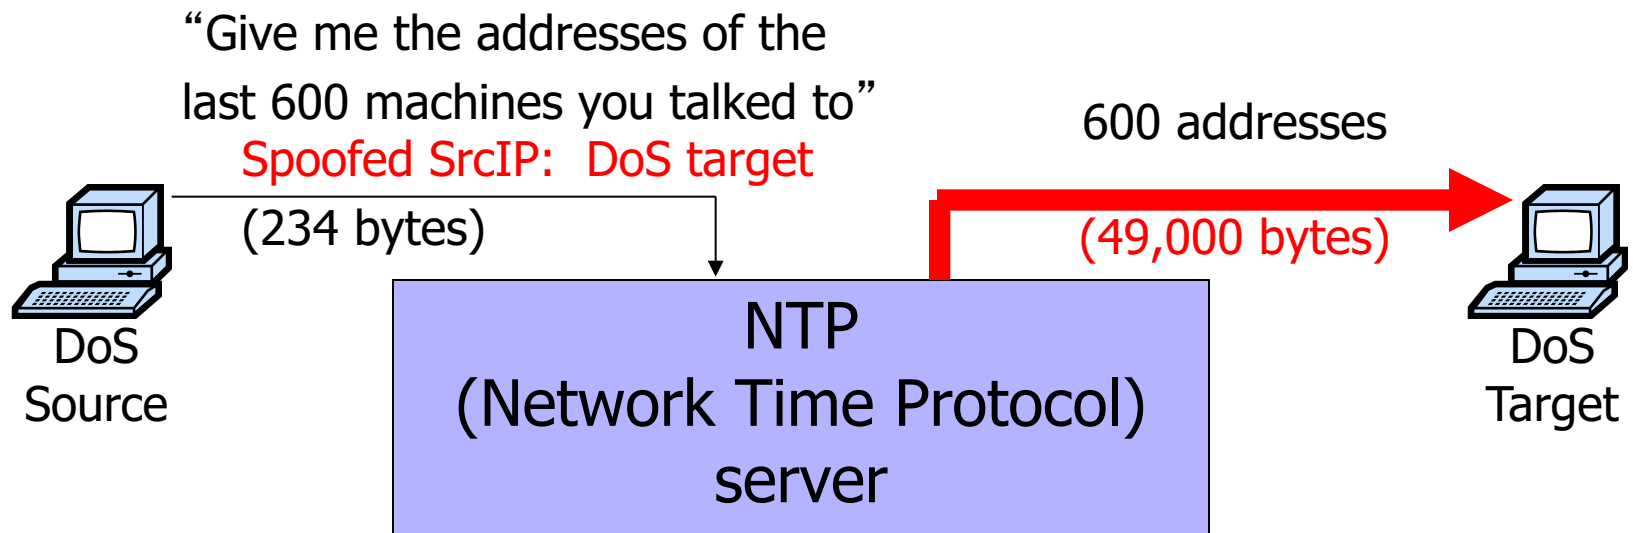 “Give me the addresses of the
last 600 machines you talked to”
Spoofed SrcIP:  DoS target
(234 bytes)
600 addresses
(49,000 bytes)
DoS
Source
NTP
(Network Time Protocol)
server
DoS
Target